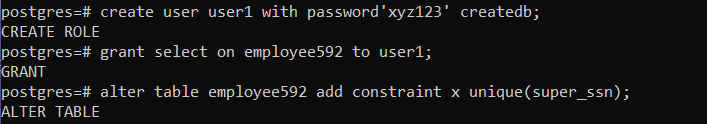 postgres=# create user user1 with password'xyz123' createdb;
CREATE ROLE
postgres=# grant select on employee592 to user1;
GRANT
postgres=# alter table employee592 add constraint x unique(super_ssn);
ALTER TABLE